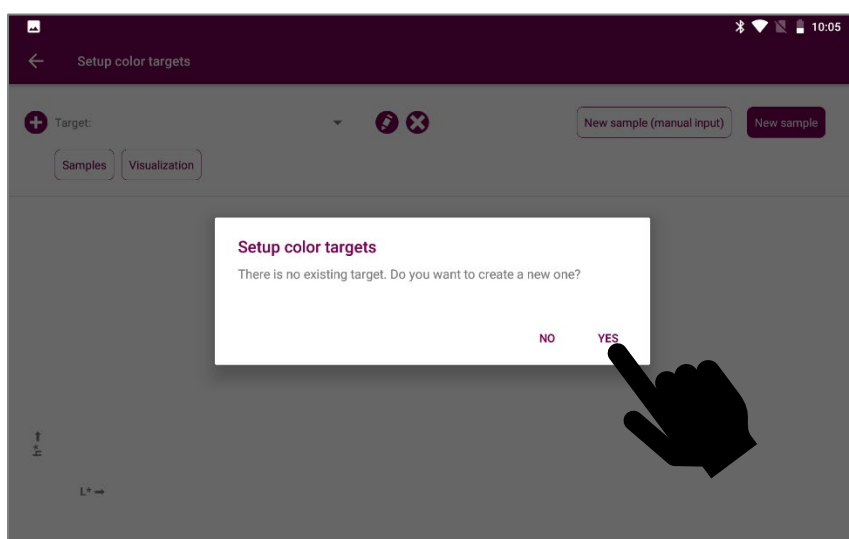 10:05
Setup color targets
Target:
New sample (manual input)
New sample
Samples
Visualization
Setup color targets
There is no existing target. Do you want to create a new one?
NO
YES
h* →
L* →